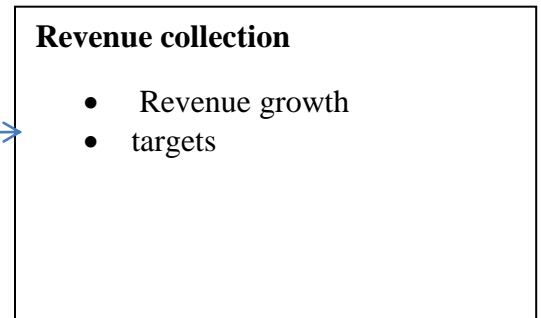 Revenue collection
• Revenue growth
• targets